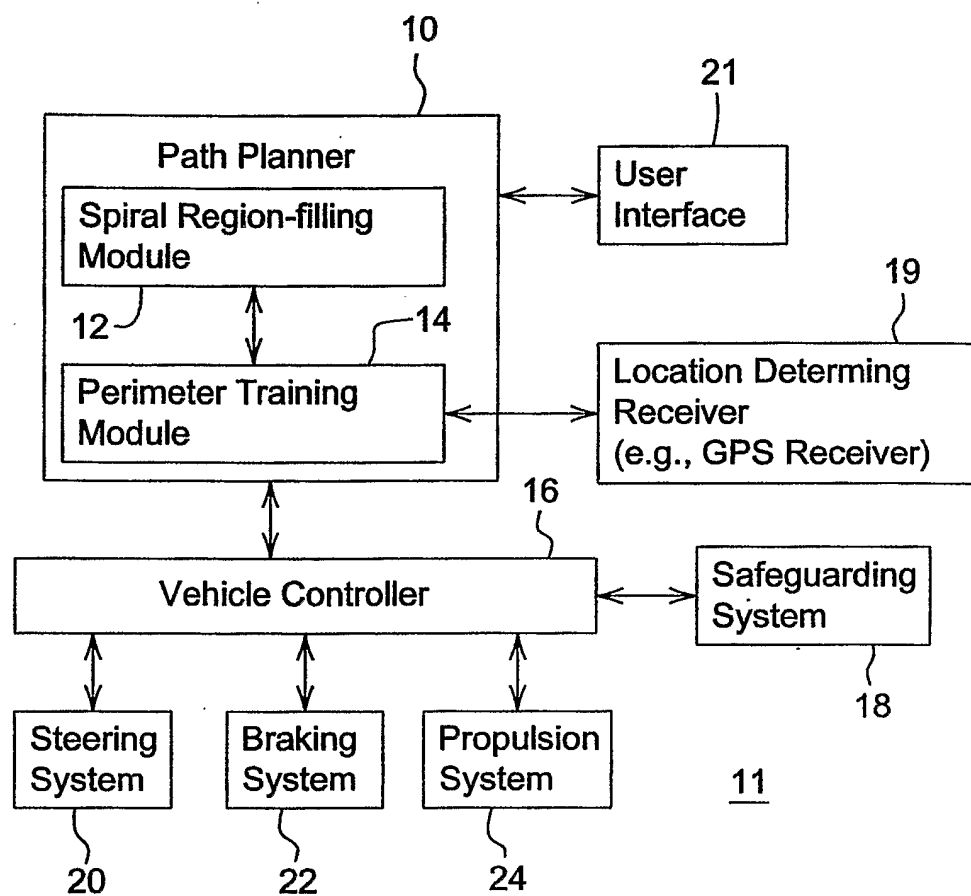 10
21
Path Planner
User
Interface
Spiral Region-filling
Module
12
14
19
Perimeter Training
Module
Location Determing
Receiver
(e.g., GPS Receiver)
16
Vehicle Controller
Safeguarding
System
18
Steering
System
Braking
System
Propulsion
System
11
20
22
24